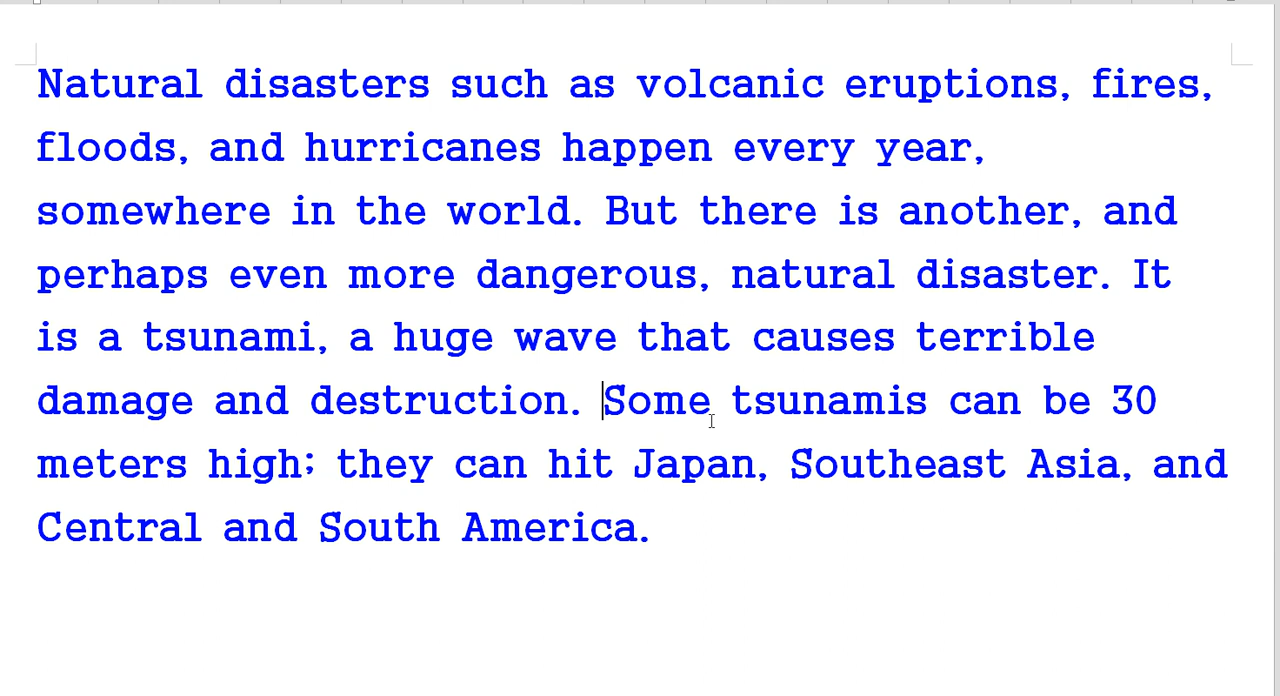 Natural disasters such as volcanic eruptions, fires,
floods, and hurricanes happen every year,
somewhere in the world. But there is another, and
perhaps even more dangerous, natural disaster. It
is a tsunami, a huge wave that causes terrible
damage and destruction. Some tsunamis can be 30
meters high; they can hit Japan, Southeast Asia, and
Central and South America.